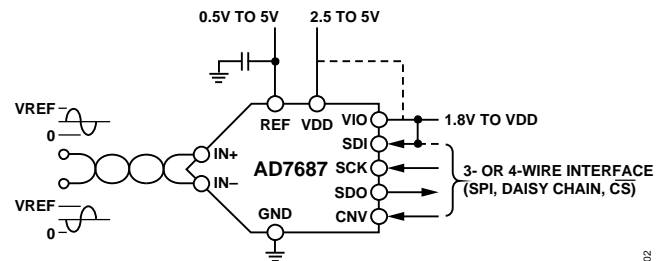 0.5V TO 5V 2.5 TO 5V
REF VDD VIO 1.8V TO VDD
VREF
0
SDI
IN+
AD7687
SCK
3- OR 4-WIRE INTERFACE
(SPI, DAISY CHAIN, CS)
IN–
SDO
VREF
0
GND
CNV
02